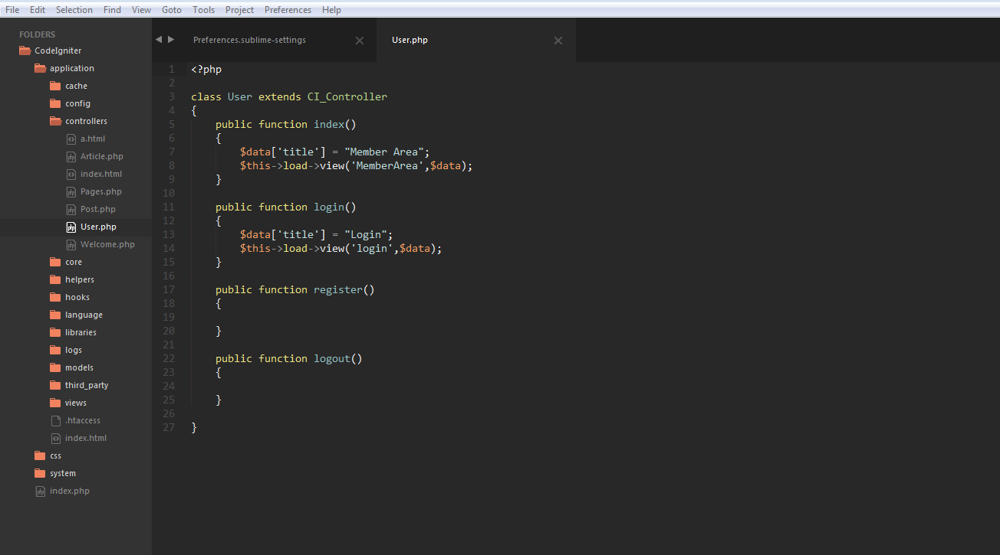 File Edit Selection Find View Goto Tools Project Preferences Help
FOLDERS
CodeIgniter
application
cache
config
controllers
a.html
Article.php
index.html
Pages.php
Post.php
User.php
Welcome.php
core
helpers
hooks
language
libraries
logs
models
third_party
views
.htaccess
index.html
css
system
index.php
Preferences.sublime-settings User.php
1 <?php
2
3 class User extends CI_Controller
4 {
5     public function index()
6     {
7         $data['title'] = "Member Area";
8         $this->load->view('MemberArea',$data);
9     }
10
11     public function login()
12     {
13         $data['title'] = "Login";
14         $this->load->view('login',$data);
15     }
16
17     public function register()
18     {
19
20     }
21
22     public function logout()
23     {
24
25     }
26
27 }